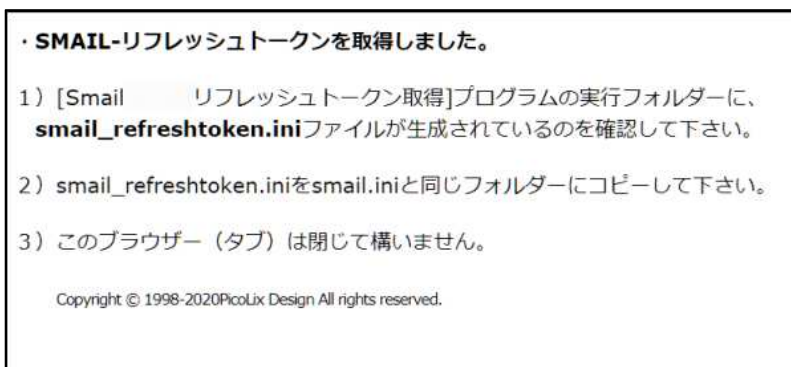 ・SMAIL-リフレッシュトークンを取得しました。
1）[Smail リフレッシュトークン取得]プログラムの実行フォルダーに、
smail_refreshtoken.iniファイルが生成されているのを確認して下さい。
2）smail_refreshtoken.iniをsmail.iniと同じフォルダーにコピーして下さい。
3）このブラウザー（タブ）は閉じて構いません。
Copyright © 1998-2020PicoLix Design All rights reserved.